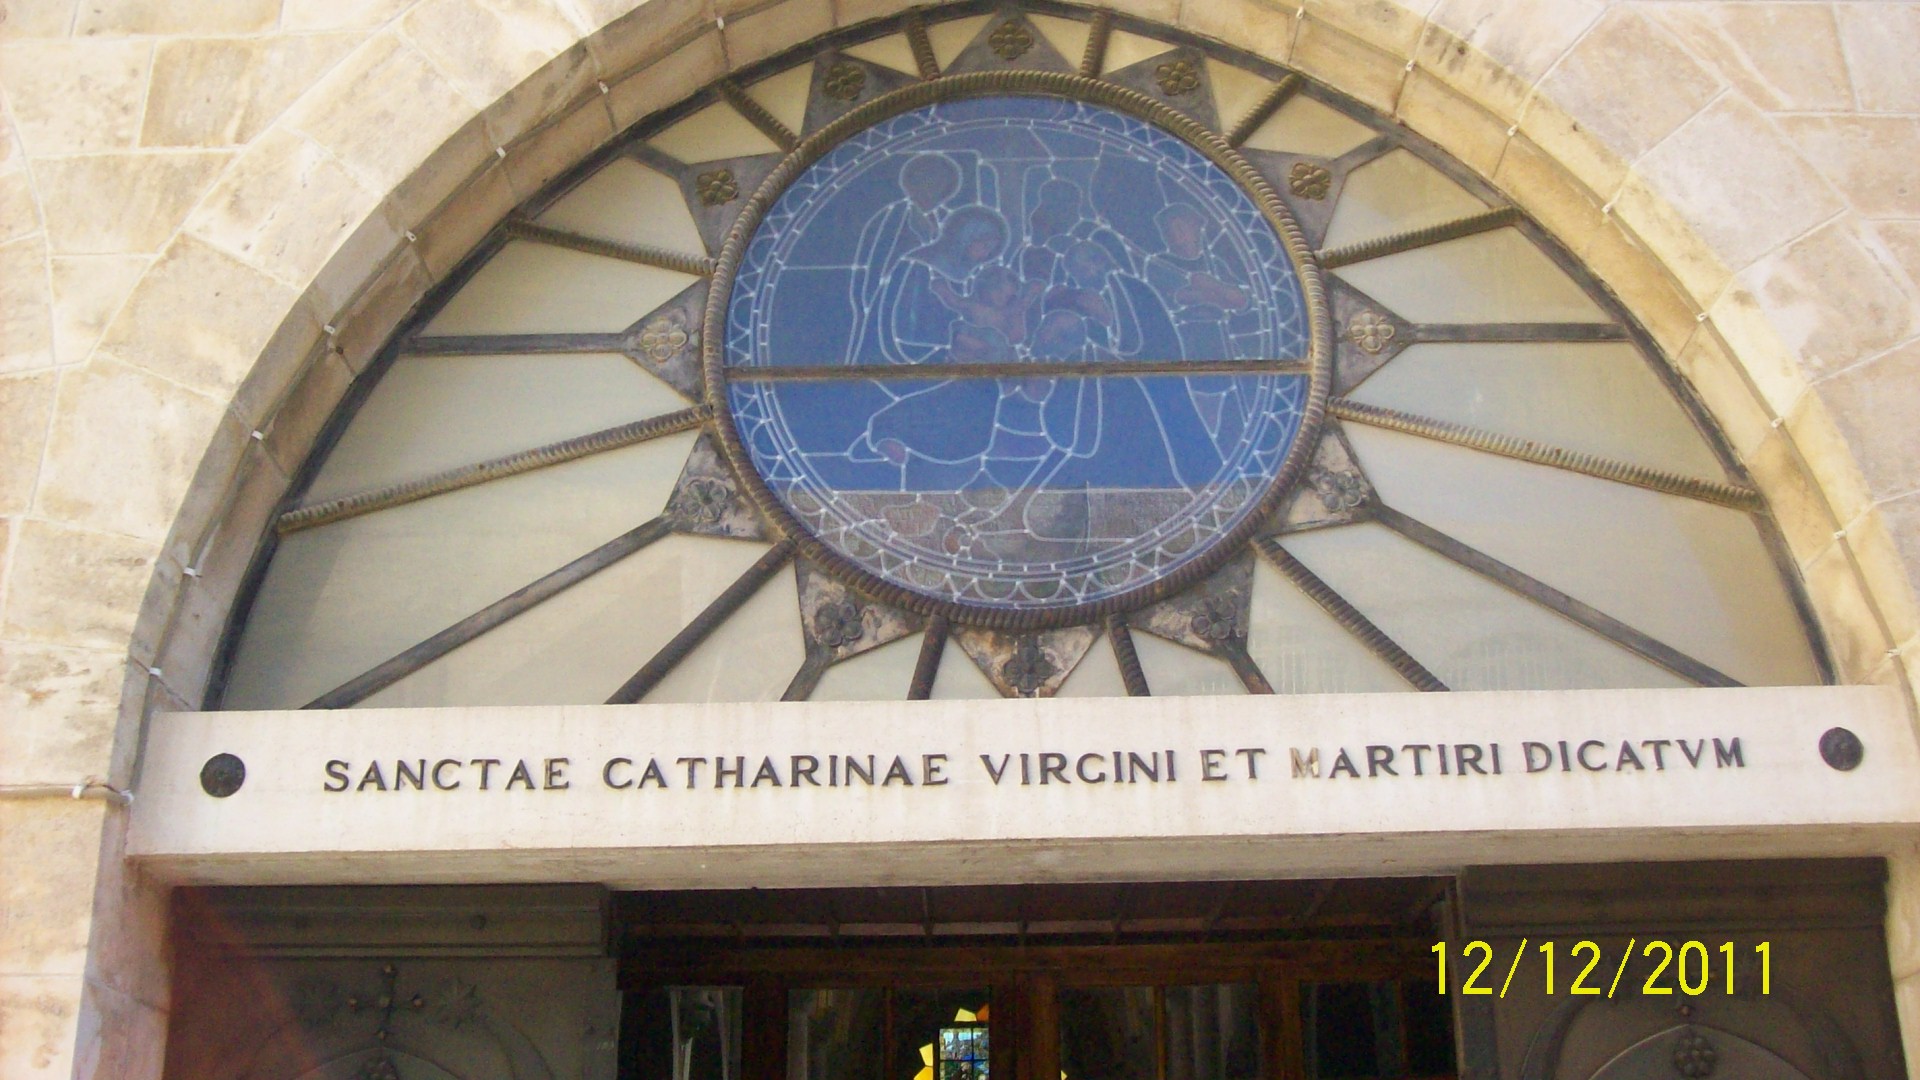 SANCTAE CATHARINAE VIRGINI ET MARTIRI DICATVM
12/12/2011